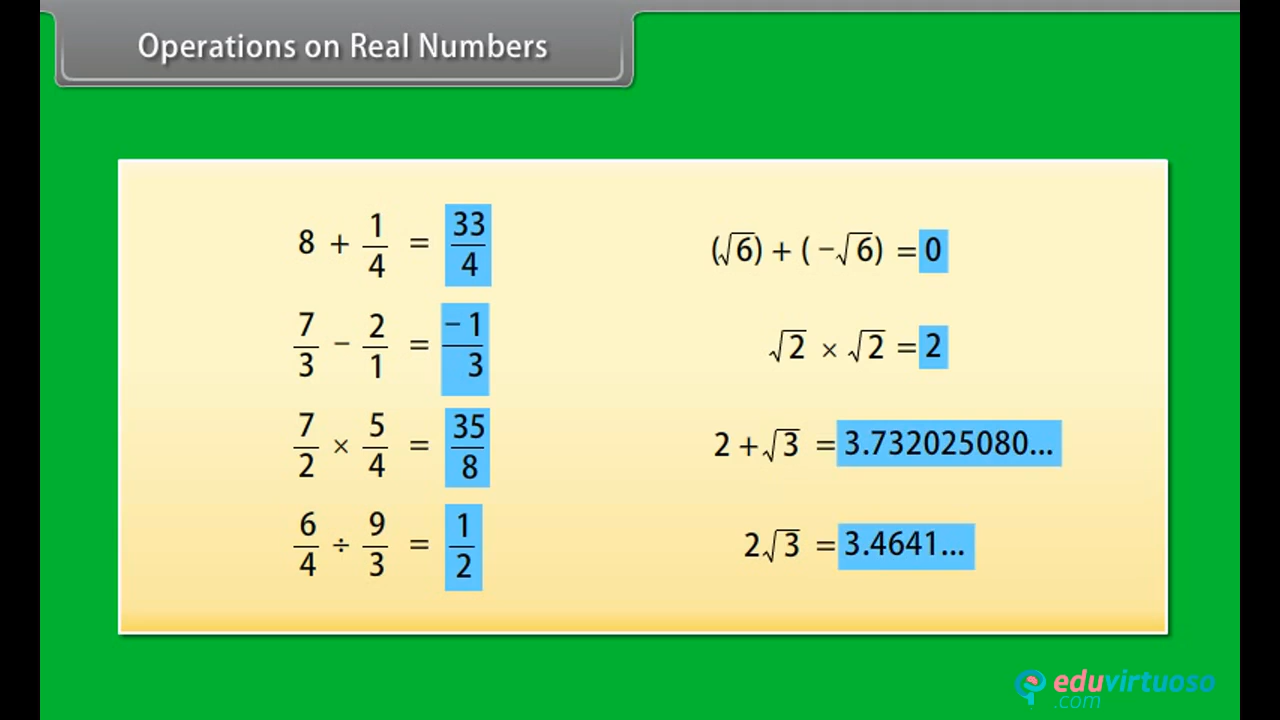 Operations on Real Numbers
8 + 1/4 = 33/4
7/3 − 2/1 = −1/3
7/2 × 5/4 = 35/8
6/4 ÷ 9/3 = 1/2
(√6) + (−√6) = 0
√2 × √2 = 2
2 + √3 = 3.732025080...
2√3 = 3.4641...
eduvirtuoso
.com